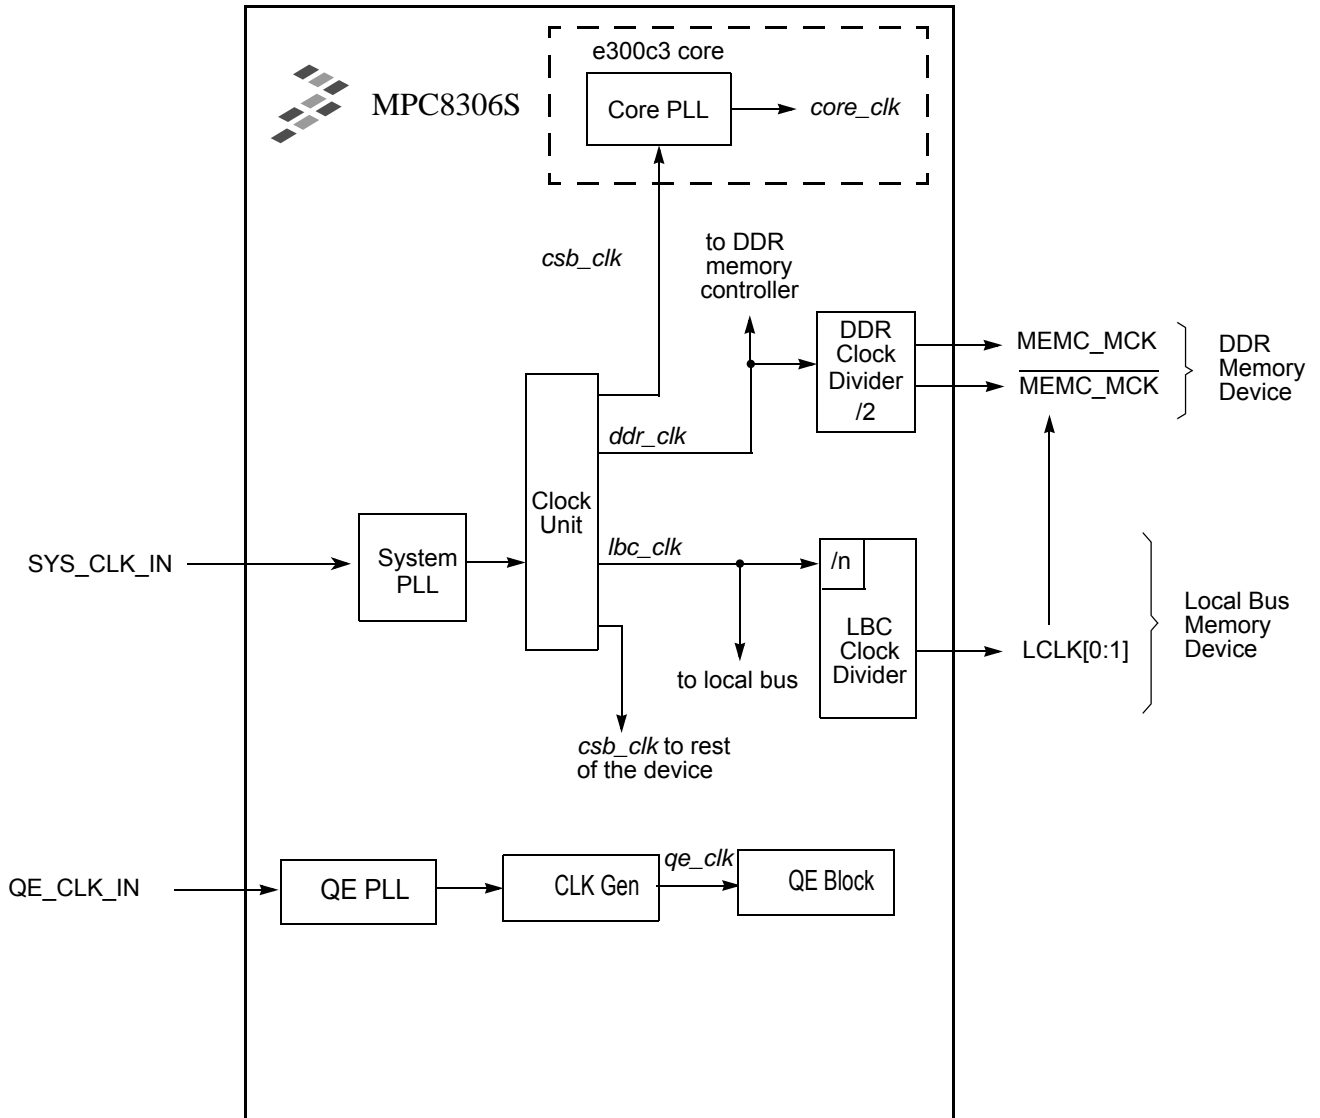 e300c3 core
MPC8306S
Core PLL
core_clk
csb_clk
to DDR
memory
controller
DDR
Clock
Divider
/2
MEMC_MCK
MEMC_MCK
DDR
Memory
Device
ddr_clk
Clock
Unit
SYS_CLK_IN
System
PLL
lbc_clk
/n
LBC
Clock
Divider
LCLK[0:1]
Local Bus
Memory
Device
to local bus
csb_clk to rest
of the device
QE_CLK_IN
QE PLL
CLK Gen
qe_clk
QE Block